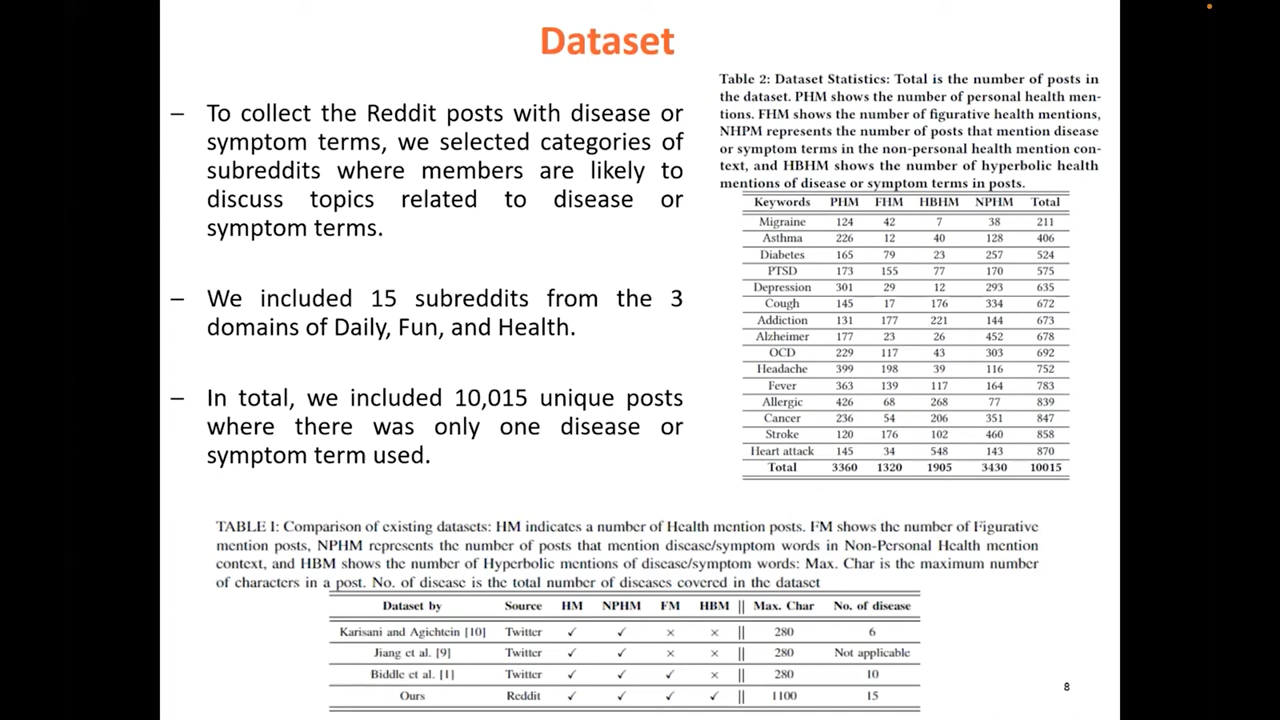 Dataset
– To collect the Reddit posts with disease or
symptom terms, we selected categories of
subreddits where members are likely to
discuss topics related to disease or
symptom terms.
– We included 15 subreddits from the 3
domains of Daily, Fun, and Health.
– In total, we included 10,015 unique posts
where there was only one disease or
symptom term used.
Table 2: Dataset Statistics: Total is the number of posts in
the dataset. PHM shows the number of personal health men-
tions. FHM shows the number of figurative health mentions,
NHPM represents the number of posts that mention disease
or symptom terms in the non-personal health mention con-
text, and HBHM shows the number of hyperbolic health
mentions of disease or symptom terms in posts.
Keywords PHM FHM HBHM NPHM Total
Migraine 124 42 7 38 211
Asthma 226 12 40 128 406
Diabetes 165 79 23 257 524
PTSD 173 155 77 170 575
Depression 301 29 12 293 635
Cough 145 17 176 334 672
Addiction 131 177 221 144 673
Alzheimer 177 23 26 452 678
OCD 229 117 43 303 692
Headache 399 198 39 116 752
Fever 363 139 117 164 783
Allergic 426 68 268 77 839
Cancer 236 54 206 351 847
Stroke 120 176 102 460 858
Heart attack 145 34 548 143 870
Total 3360 1320 1905 3430 10015
TABLE I: Comparison of existing datasets: HM indicates a number of Health mention posts. FM shows the number of Figurative
mention posts, NPHM represents the number of posts that mention disease/symptom words in Non-Personal Health mention
context, and HBM shows the number of Hyperbolic mentions of disease/symptom words: Max. Char is the maximum number
of characters in a post. No. of disease is the total number of diseases covered in the dataset
Dataset by Source HM NPHM FM HBM || Max. Char No. of disease
Karisani and Agichtein [10] Twitter ✓ ✓ × × || 280 6
Jiang et al. [9] Twitter ✓ ✓ × × || 280 Not applicable
Biddle et al. [1] Twitter ✓ ✓ ✓ × || 280 10
Ours Reddit ✓ ✓ ✓ ✓ || 1100 15
8